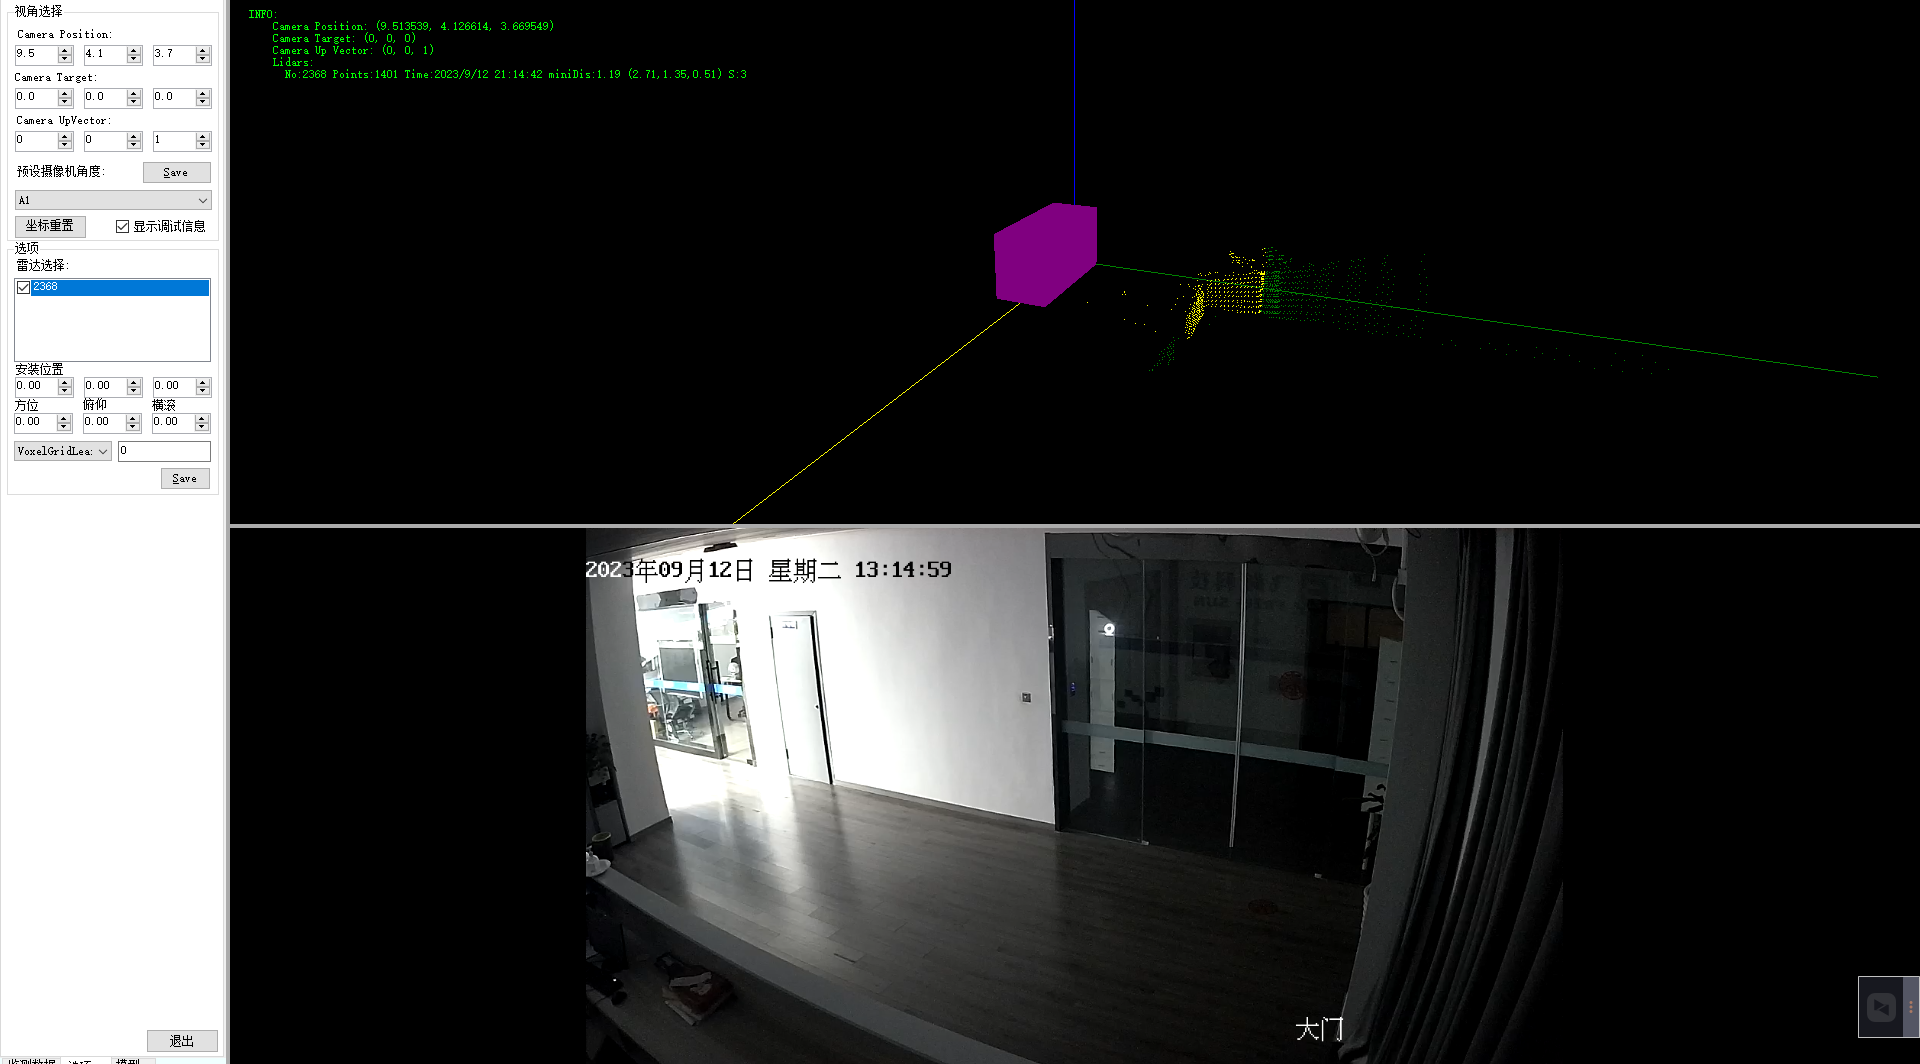 视角选择
Camera Position:
9.5 4.1 3.7
Camera Target:
0.0 0.0 0.0
Camera UpVector:
0 0 1
预设摄像机角度:
Save
A1
坐标重置
显示调试信息
选项
雷达选择:
2368
安装位置
0.00 0.00 0.00
方位 俯仰 横滚
0.00 0.00 0.00
VoxelGridLea:
0
Save
退出
INFO:
Camera Position: (9.513539, 4.126614, 3.669549)
Camera Target: (0, 0, 0)
Camera Up Vector: (0, 0, 1)
Lidars:
No:2368 Points:1401 Time:2023/9/12 21:14:42 miniDis:1.19 (2.71,1.35,0.51) S:3
2023年09月12日 星期二 13:14:59
大门